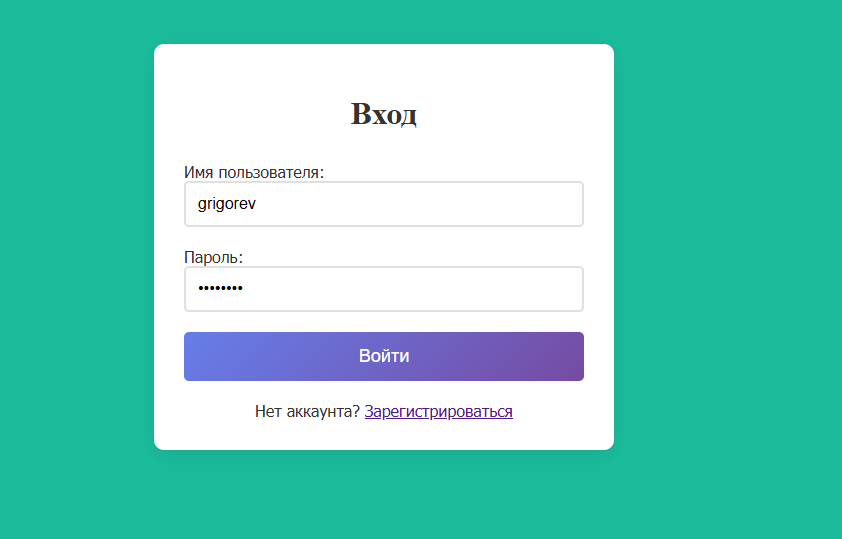 Вход
Имя пользователя:
grigorev
Пароль:
••••••••
Войти
Нет аккаунта? Зарегистрироваться